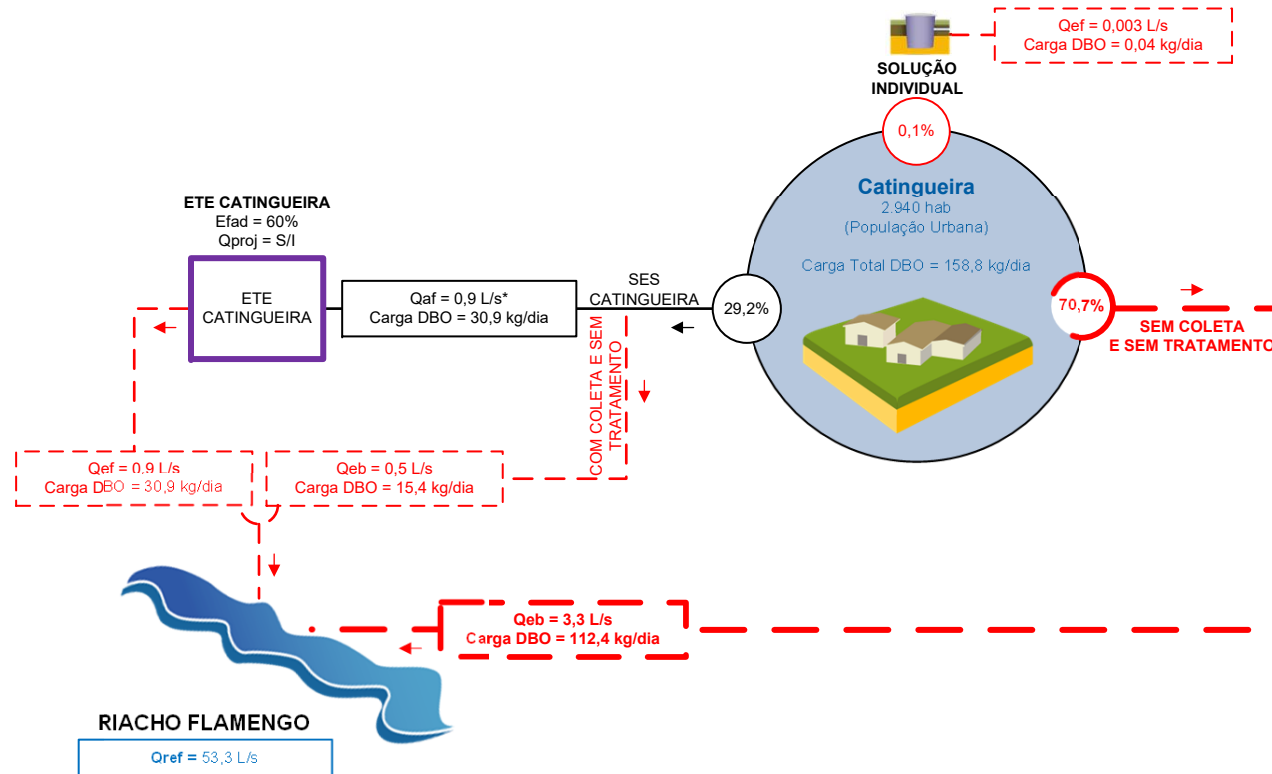 Qef = 0,003 L/s
Carga DBO = 0,04 kg/dia
SOLUÇÃO
INDIVIDUAL
0,1%
Catingueira
2.940 hab
(População Urbana)
Carga Total DBO = 158,8 kg/dia
ETE CATINGUEIRA
Efad = 60%
Qproj = S/I
ETE
CATINGUEIRA
Qaf = 0,9 L/s*
Carga DBO = 30,9 kg/dia
SES
CATINGUEIRA
29,2%
70,7%
SEM COLETA
E SEM TRATAMENTO
COM COLETA E SEM
TRATAMENTO
Qef = 0,9 L/s
Carga DBO = 30,9 kg/dia
Qeb = 0,5 L/s
Carga DBO = 15,4 kg/dia
Qeb = 3,3 L/s
Carga DBO = 112,4 kg/dia
RIACHO FLAMENGO
Qref = 53,3 L/s